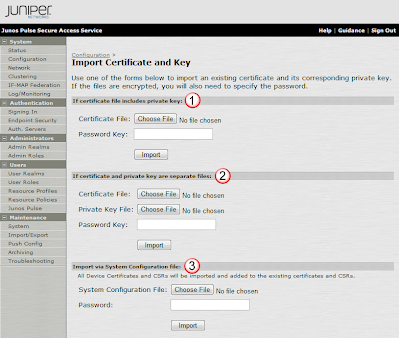 JUNIPER
NETWORKS
Junos Pulse Secure Access Service
Help | Guidance | Sign Out
System
Status
Configuration
Network
Clustering
IF-MAP Federation
Log/Monitoring
Authentication
Signing In
Endpoint Security
Auth. Servers
Administrators
Admin Realms
Admin Roles
Users
User Realms
User Roles
Resource Profiles
Resource Policies
Junos Pulse
Maintenance
System
Import/Export
Push Config
Archiving
Troubleshooting
Configuration >
Import Certificate and Key
Use one of the forms below to import an existing certificate and its corresponding private key.
If the files are encrypted, you will also need to specify the password.
If certificate file includes private key: 1
Certificate File: Choose File No file chosen
Password Key:
Import
If certificate and private key are separate files: 2
Certificate File: Choose File No file chosen
Private Key File: Choose File No file chosen
Password Key:
Import
Import via System Configuration file: 3
All Device Certificates and CSRs will be imported and added to the existing certificates and CSRs.
System Configuration File: Choose File No file chosen
Password:
Import